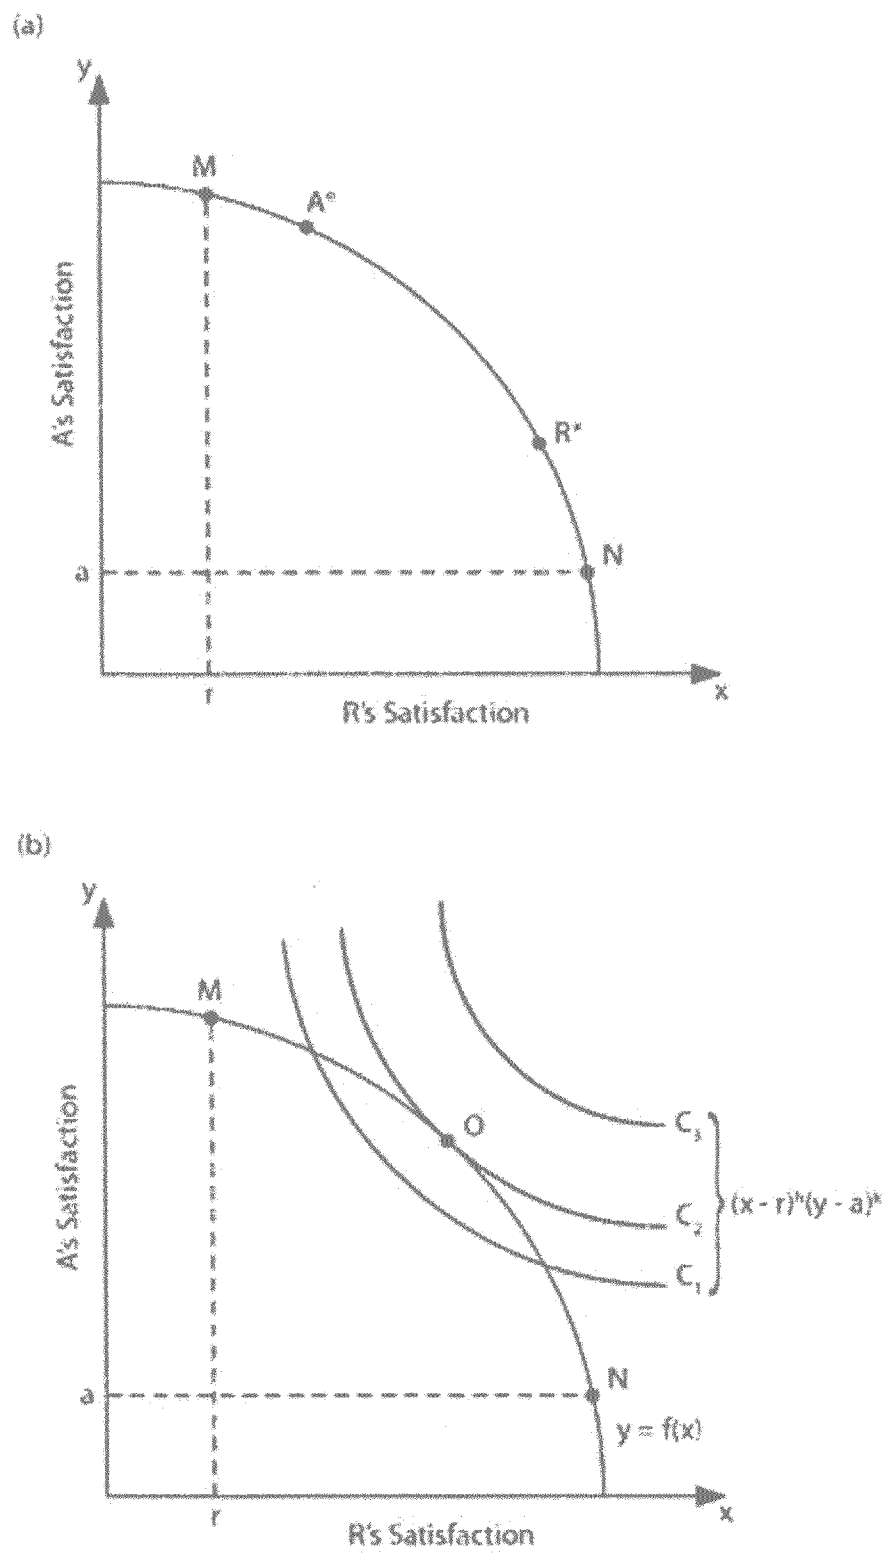 (a)
y
M
A*
A's Satisfaction
R*
N
a
r
x
R's Satisfaction
(b)
y
M
O
C₃
(x - r)ʰ(y - a)ᵏ
C₂
C₁
A's Satisfaction
N
a
y = f(x)
r
x
R's Satisfaction